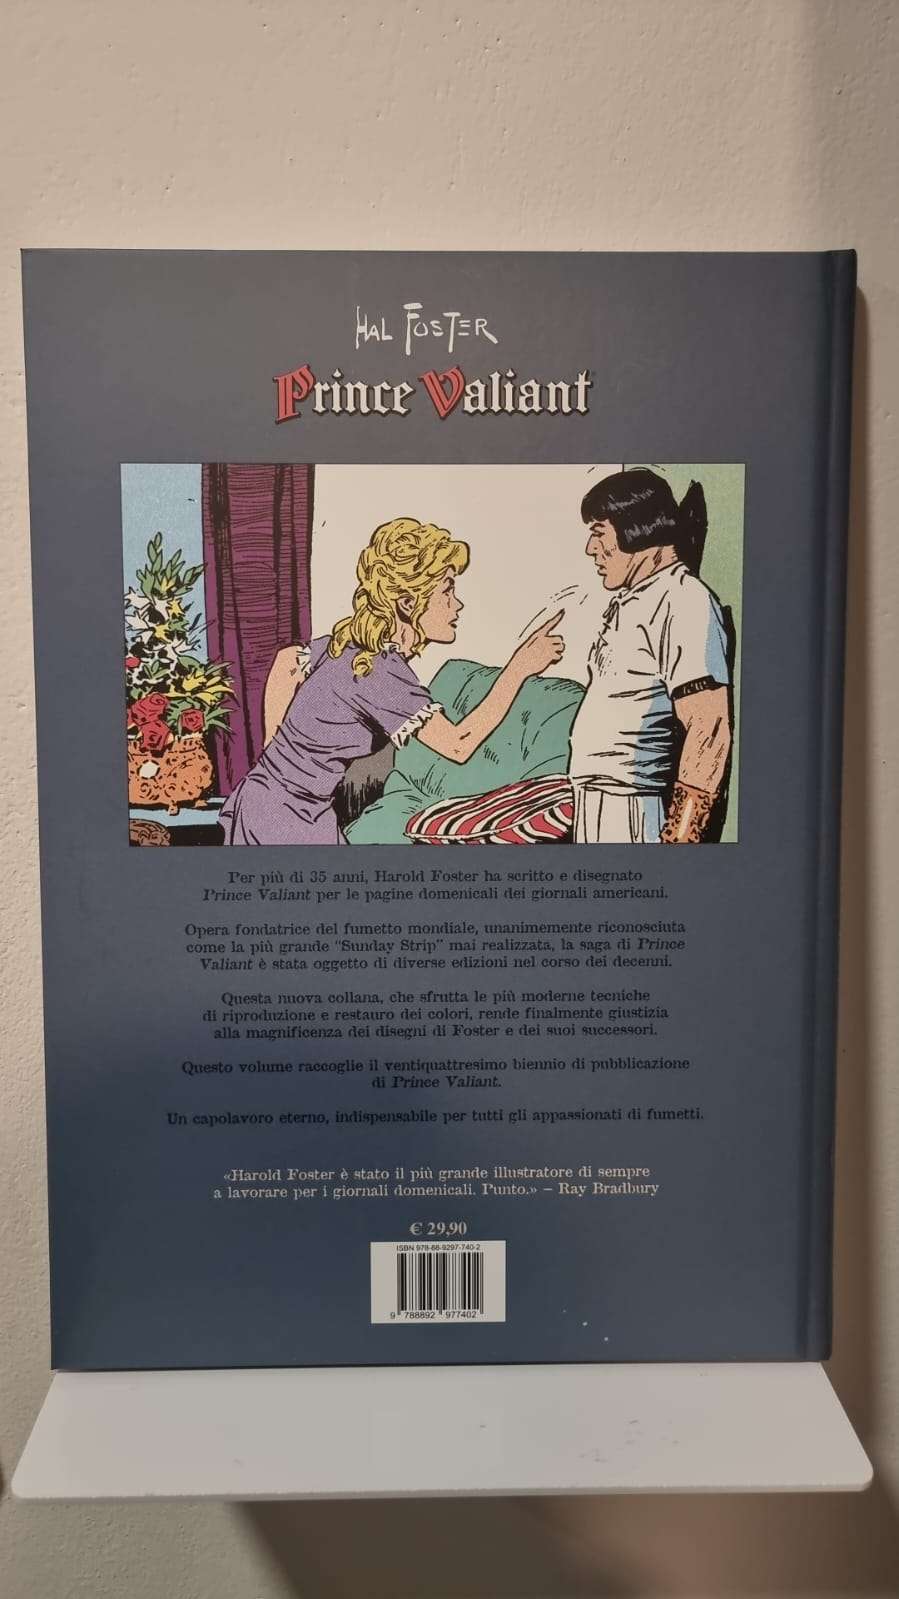 HAL FOSTER
Prince Valiant
Per più di 35 anni, Harold Foster ha scritto e disegnato
Prince Valiant per le pagine domenicali dei giornali americani.
Opera fondatrice del fumetto mondiale, unanimemente riconosciuta
come la più grande "Sunday Strip" mai realizzata, la saga di Prince
Valiant è stata oggetto di diverse edizioni nel corso dei decenni.
Questa nuova collana, che sfrutta le più moderne tecniche
di riproduzione e restauro dei colori, rende finalmente giustizia
alla magnificenza dei disegni di Foster e dei suoi successori.
Questo volume raccoglie il ventiquattresimo biennio di pubblicazione
di Prince Valiant.
Un capolavoro eterno, indispensabile per tutti gli appassionati di fumetti.
«Harold Foster è stato il più grande illustratore di sempre
a lavorare per i giornali domenicali. Punto.» – Ray Bradbury
€ 29,90
ISBN 978-88-9297-740-2
9 788892 977402